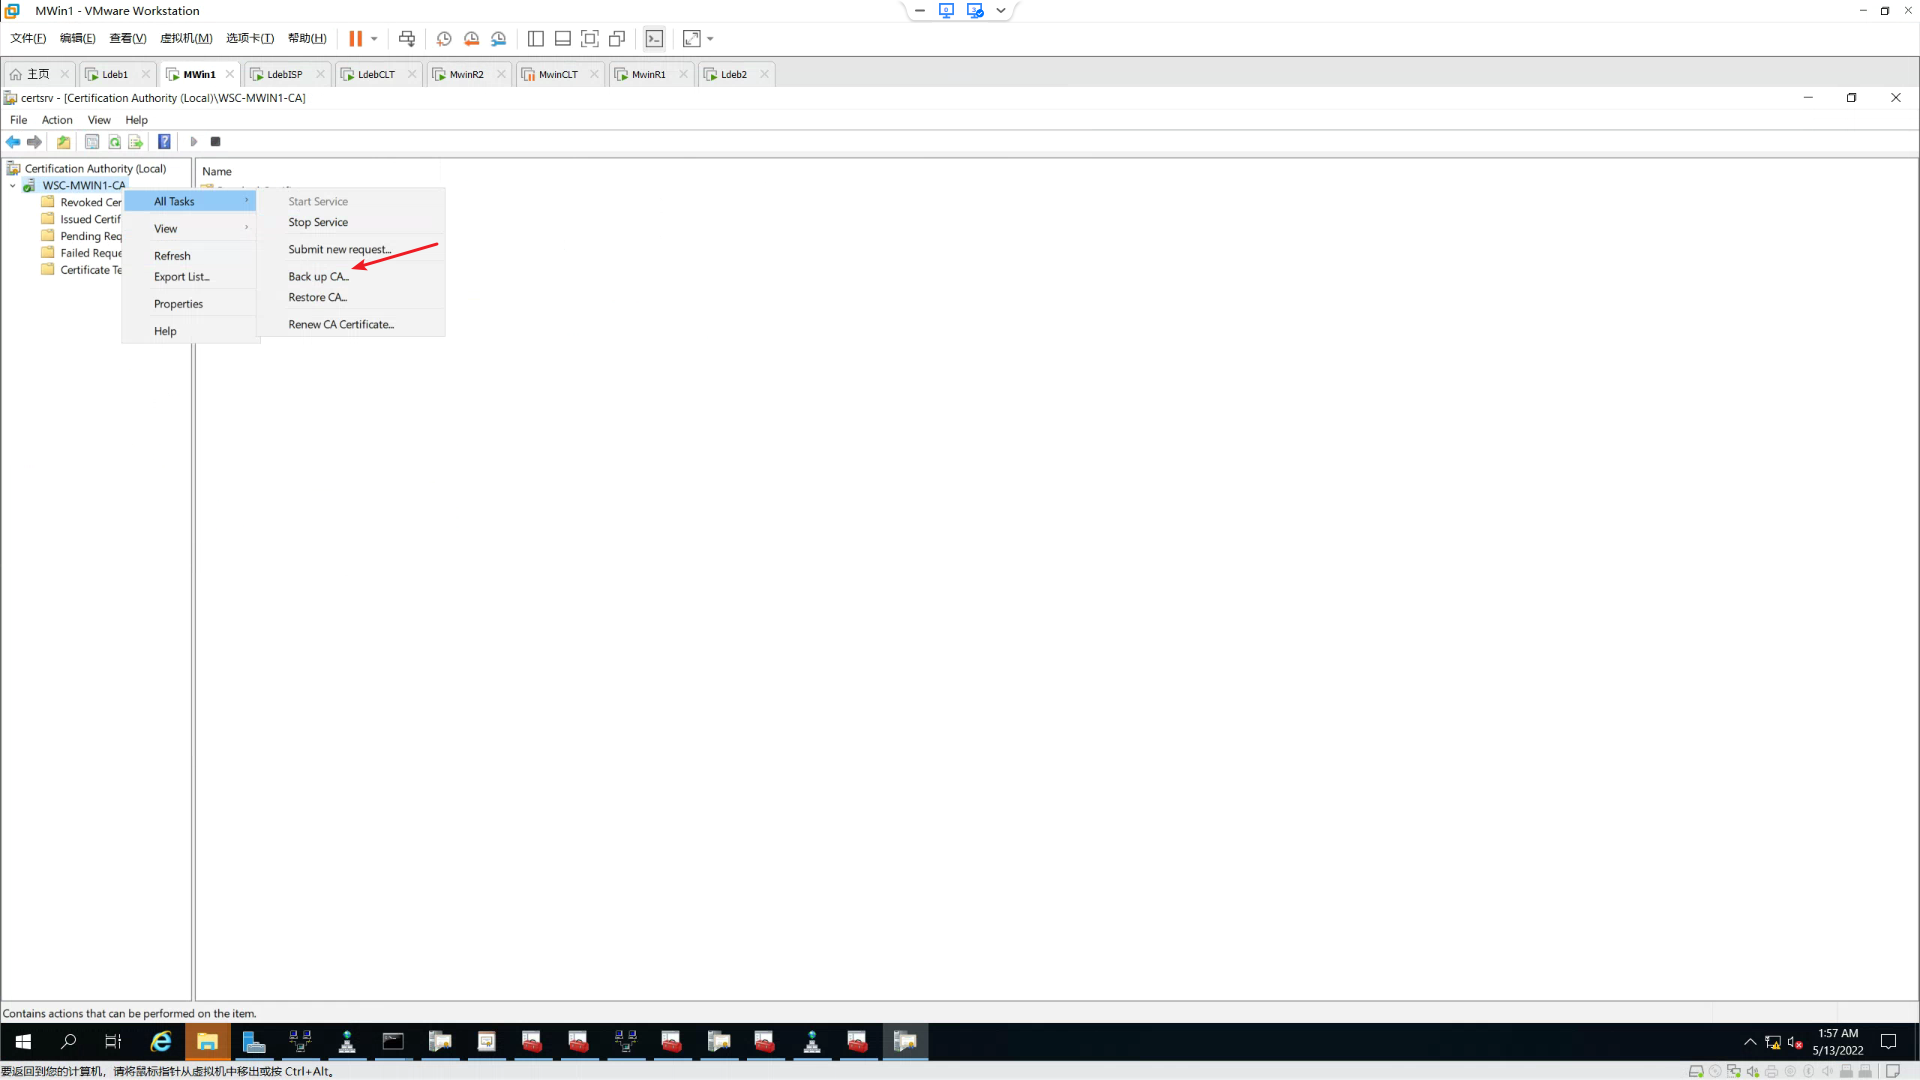 MWin1 - VMware Workstation
文件(F) 编辑(E) 查看(V) 虚拟机(M) 选项卡(T) 帮助(H)
主页 Ldeb1 MWin1 LdebISP LdebCLT MwinR2 MwinCLT MwinR1 Ldeb2
certsrv - [Certification Authority (Local)\WSC-MWIN1-CA]
File Action View Help
Certification Authority (Local)
WSC-MWIN1-CA
Revoked Cer
Issued Certif
Pending Req
Failed Reque
Certificate Te
Name
All Tasks
View
Refresh
Export List...
Properties
Help
Start Service
Stop Service
Submit new request...
Back up CA...
Restore CA...
Renew CA Certificate...
Contains actions that can be performed on the item.
1:57 AM
5/13/2022
要返回到您的计算机，请将鼠标指针从虚拟机中移出或按 Ctrl+Alt。